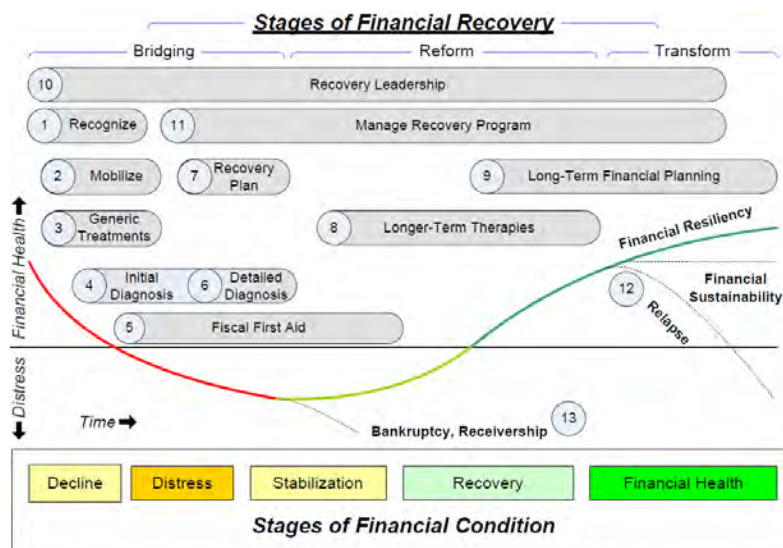 Stages of Financial Recovery
Bridging
Reform
Transform
10 Recovery Leadership
1 Recognize
11 Manage Recovery Program
2 Mobilize
7 Recovery
Plan
9 Long-Term Financial Planning
3 Generic
Treatments
8 Longer-Term Therapies
Financial Resiliency
4 Initial
Diagnosis
6 Detailed
Diagnosis
Financial
Sustainability
12
Relapse
5 Fiscal First Aid
Financial Health
Distress
Time
Bankruptcy, Receivership 13
Decline
Distress
Stabilization
Recovery
Financial Health
Stages of Financial Condition